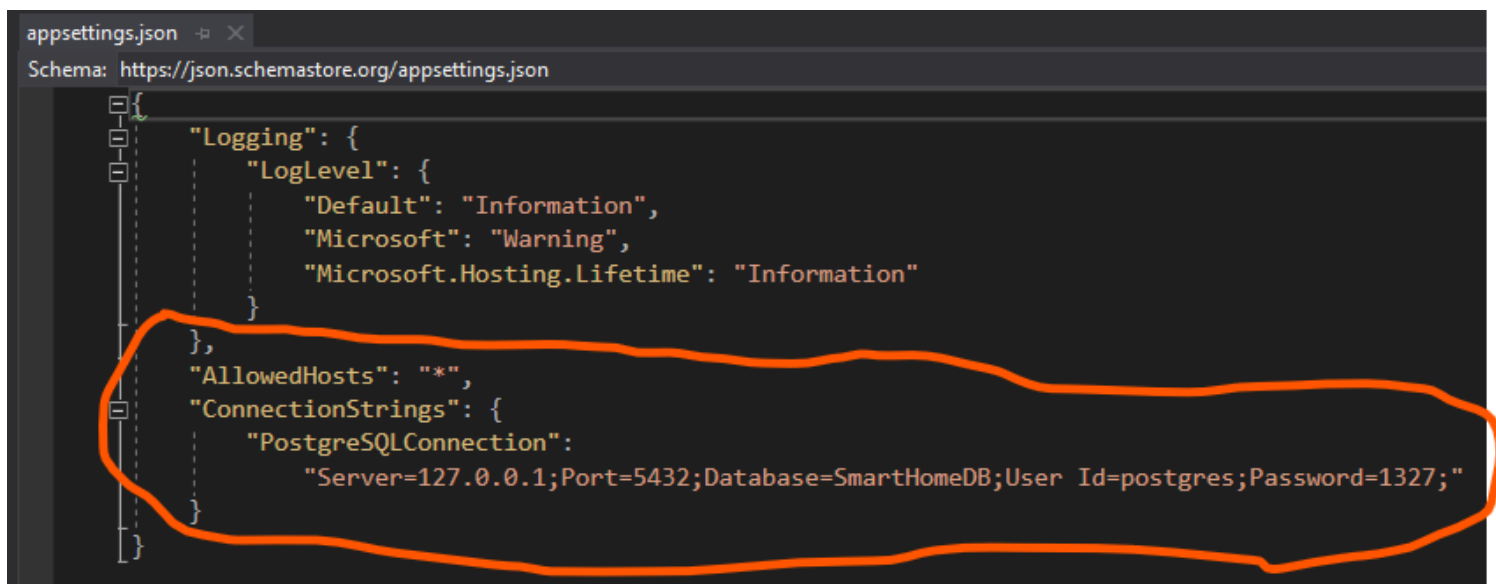 appsettings.json
Schema: https://json.schemastore.org/appsettings.json
{
"Logging": {
"LogLevel": {
"Default": "Information",
"Microsoft": "Warning",
"Microsoft.Hosting.Lifetime": "Information"
}
},
"AllowedHosts": "*",
"ConnectionStrings": {
"PostgreSQLConnection":
"Server=127.0.0.1;Port=5432;Database=SmartHomeDB;User Id=postgres;Password=1327;"
}
}